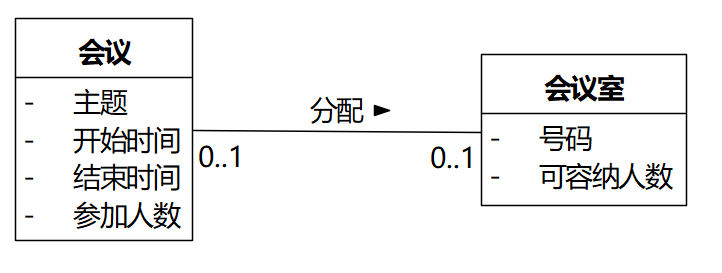 会议
- 主题
- 开始时间
- 结束时间
- 参加人数
分配 ►
0..1
0..1
会议室
- 号码
- 可容纳人数